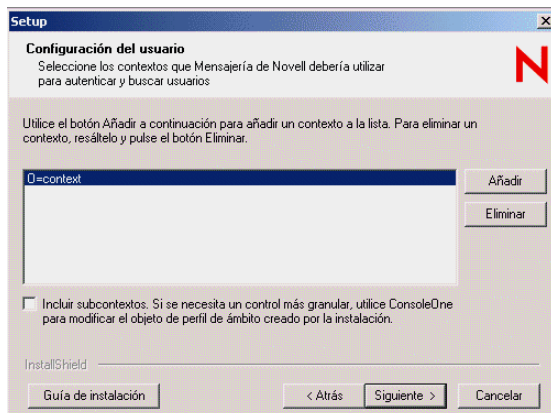 Setup
Configuración del usuario
Seleccione los contextos que Mensajería de Novell debería utilizar
para autenticar y buscar usuarios
N
Utilice el botón Añadir a continuación para añadir un contexto a la lista. Para eliminar un
contexto, resáltelo y pulse el botón Eliminar.
O=context
Añadir
Eliminar
Incluir subcontextos. Si se necesita un control más granular, utilice ConsoleOne
para modificar el objeto de perfil de ámbito creado por la instalación.
InstallShield
Guía de instalación
< Atrás
Siguiente >
Cancelar